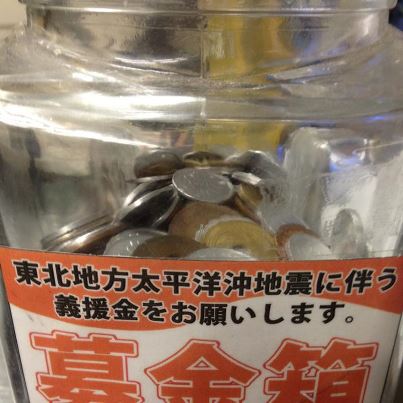 東北地方太平洋沖地震に伴う
義援金をお願いします。
募金箱